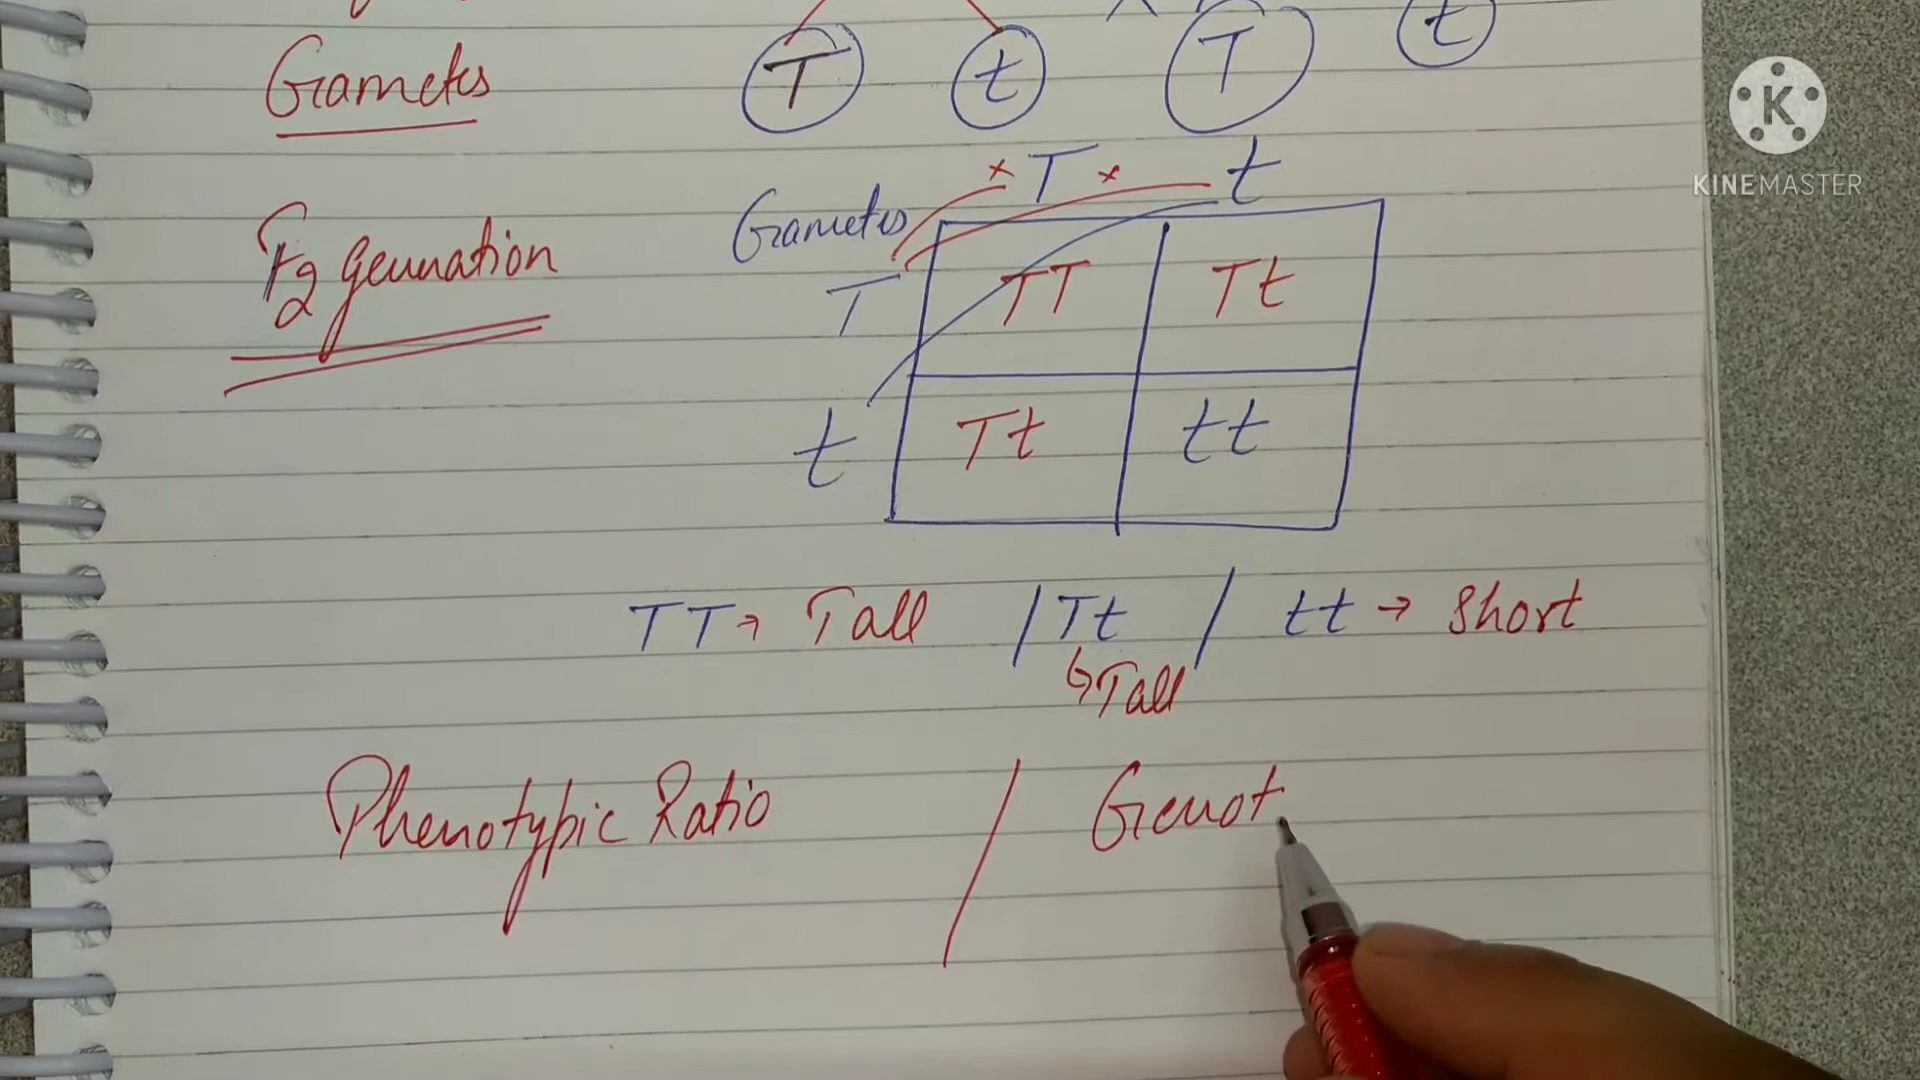 Gametes T t T t
K
KINEMASTER
T t
Gametes
F2 generation T TT Tt
t Tt tt
TT → Tall / Tt / tt → Short
↳ Tall
Phenotypic Ratio / Genot